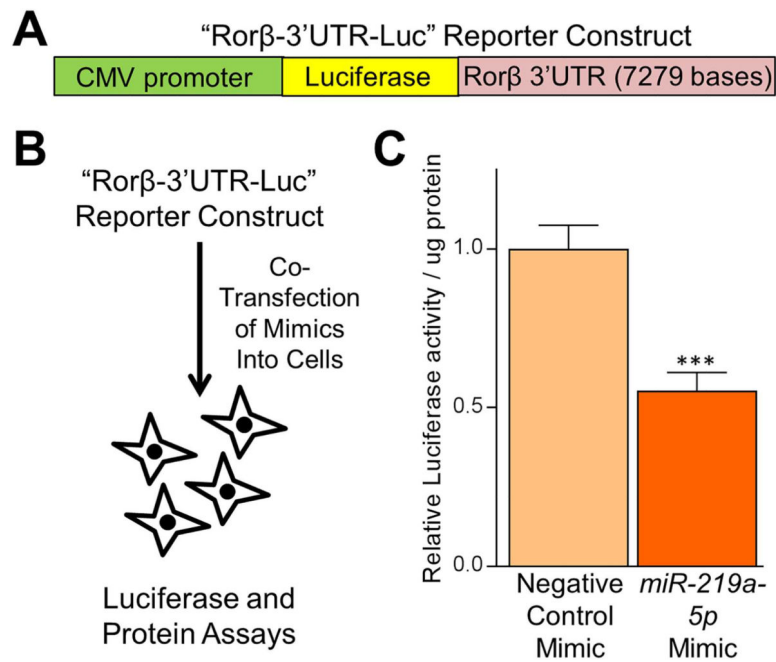 A
“Rorβ-3’UTR-Luc” Reporter Construct
CMV promoter
Luciferase
Rorβ 3’UTR (7279 bases)
B
“Rorβ-3’UTR-Luc”
Reporter Construct
Co-
Transfection
of Mimics
Into Cells
Luciferase and
Protein Assays
C
Relative Luciferase activity / ug protein
1.0
0.5
0.0
***
Negative
Control
Mimic
miR-219a-
5p
Mimic